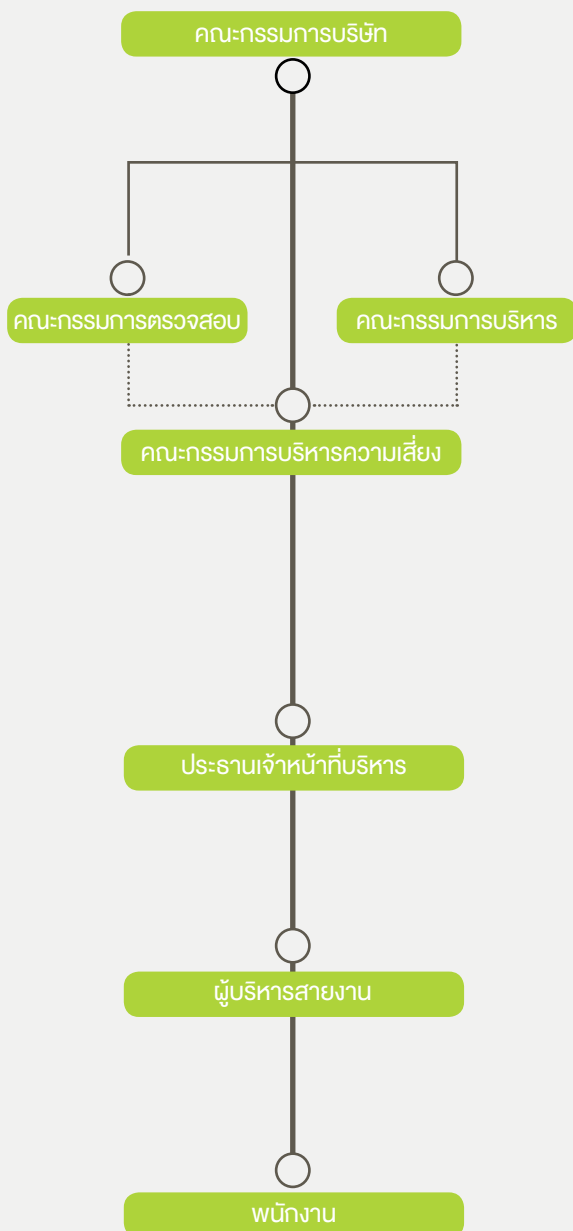 คณะกรรมการบริษัท
คณะกรรมการตรวจสอบ
คณะกรรมการบริหาร
คณะกรรมการบริหารความเสี่ยง
ประธานเจ้าหน้าที่บริหาร
ผู้บริหารสายงาน
พนักงาน